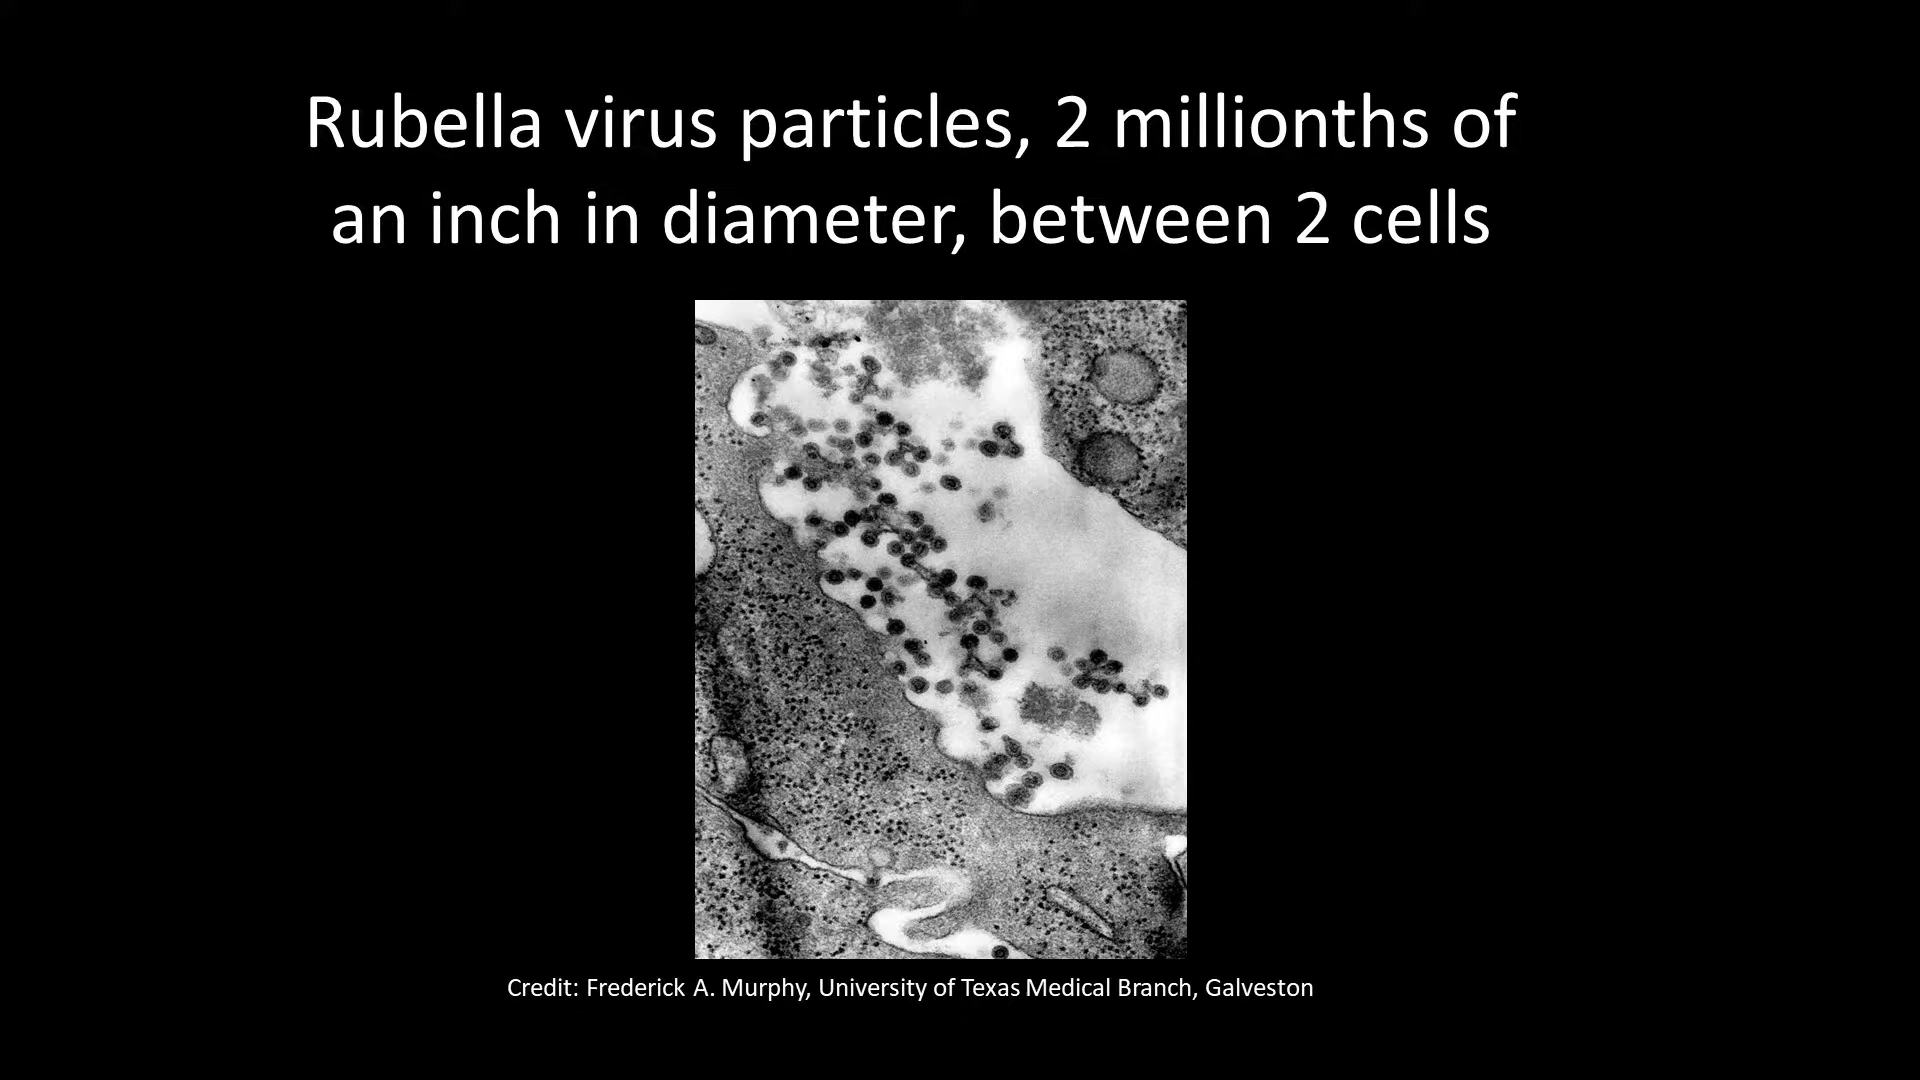 Rubella virus particles, 2 millionths of
an inch in diameter, between 2 cells
Credit: Frederick A. Murphy, University of Texas Medical Branch, Galveston